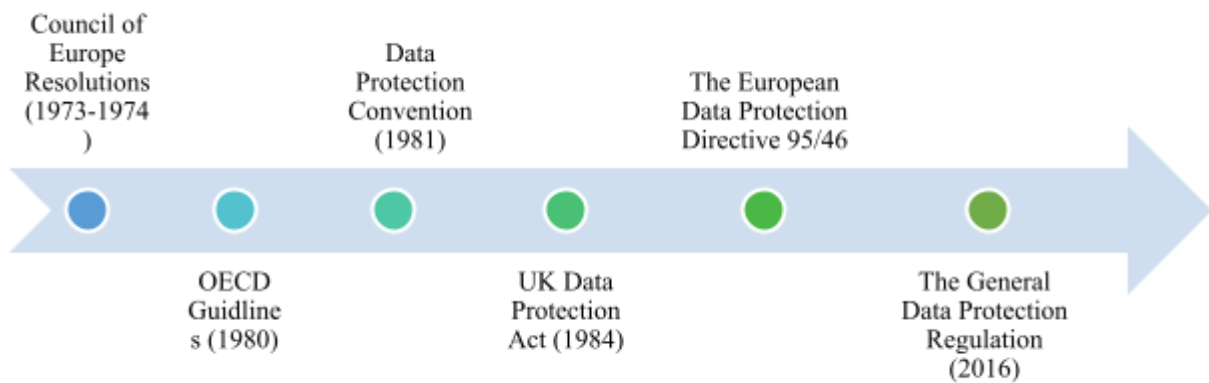 Council of
Europe
Resolutions
(1973-1974
)
OECD
Guidline
s (1980)
Data
Protection
Convention
(1981)
UK Data
Protection
Act (1984)
The European
Data Protection
Directive 95/46
The General
Data Protection
Regulation
(2016)